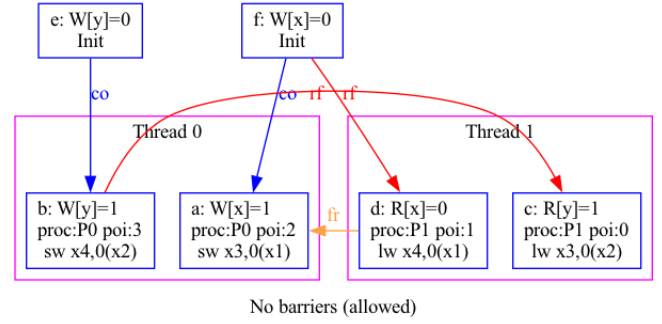 e: W[y]=0
Init
f: W[x]=0
Init
co
co
rf
rf
Thread 0
Thread 1
b: W[y]=1
proc:P0 poi:3
sw x4,0(x2)
a: W[x]=1
proc:P0 poi:2
sw x3,0(x1)
fr
d: R[x]=0
proc:P1 poi:1
lw x4,0(x1)
c: R[y]=1
proc:P1 poi:0
lw x3,0(x2)
No barriers (allowed)